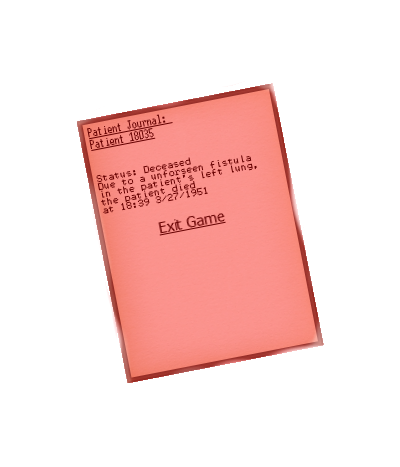 Patient Journal:
Patient 18035
Status: Deceased
Due to a unforseen fistula
in the patient's left lung,
the patient died
at 18:39 3/27/1951
Exit Game